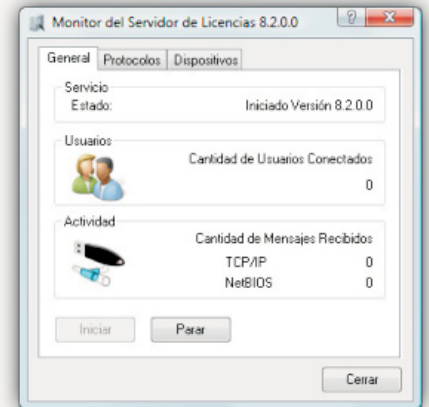 Monitor del Servidor de Licencias 8.2.0.0
General Protocolos Dispositivos
Servicio
Estado: Iniciado Versión 8.2.0.0
Usuarios
Cantidad de Usuarios Conectados
0
Actividad
Cantidad de Mensajes Recibidos
TCP/IP 0
NetBIOS 0
Iniciar Parar
Cerrar